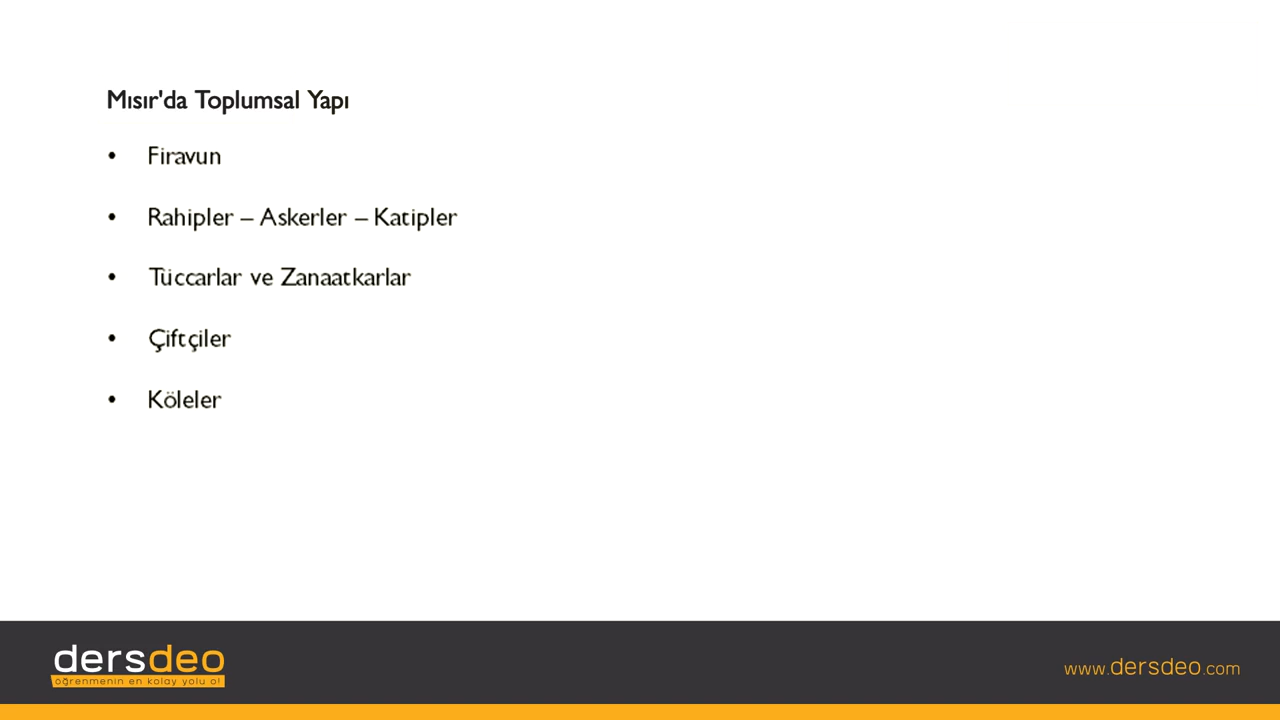 Mısır'da Toplumsal Yapı
• Firavun
• Rahipler – Askerler – Katipler
• Tüccarlar ve Zanaatkarlar
• Çiftçiler
• Köleler
dersdeo
öğrenmenin en kolay yolu o!
www.dersdeo.com